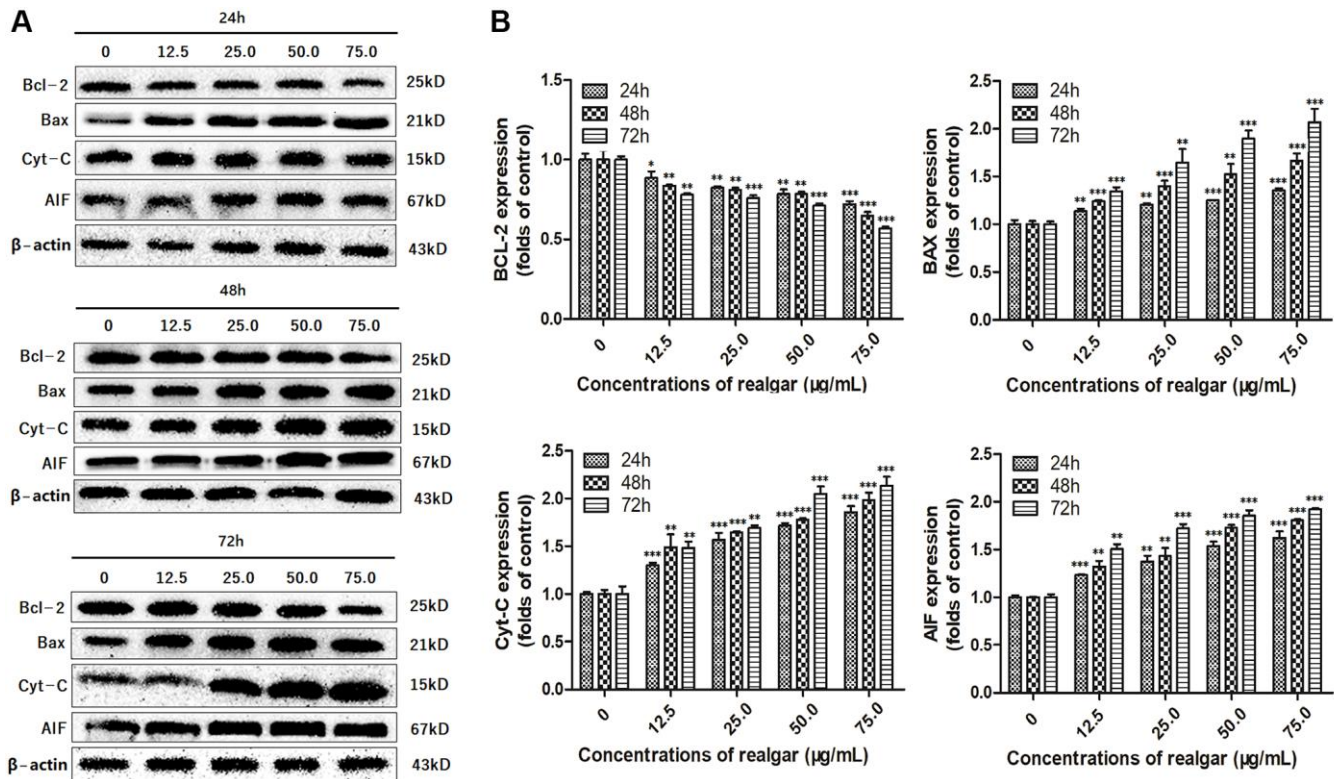 A
24h
0 12.5 25.0 50.0 75.0
Bcl-2 25kD
Bax 21kD
Cyt-C 15kD
AIF 67kD
β-actin 43kD
48h
0 12.5 25.0 50.0 75.0
Bcl-2 25kD
Bax 21kD
Cyt-C 15kD
AIF 67kD
β-actin 43kD
72h
0 12.5 25.0 50.0 75.0
Bcl-2 25kD
Bax 21kD
Cyt-C 15kD
AIF 67kD
β-actin 43kD
B
BCL-2 expression
(folds of control)
1.5
1.0
0.5
0.0
24h
48h
72h
* ** **
** ** ***
** ** ***
*** *** ***
0 12.5 25.0 50.0 75.0
Concentrations of realgar (µg/mL)
BAX expression
(folds of control)
2.5
2.0
1.5
1.0
0.5
0.0
24h
48h
72h
** *** ***
** ** **
*** ** ***
*** *** ***
0 12.5 25.0 50.0 75.0
Concentrations of realgar (µg/mL)
Cyt-C expression
(folds of control)
2.5
2.0
1.5
1.0
0.5
0.0
24h
48h
72h
*** ** **
*** *** **
*** *** ***
*** *** ***
0 12.5 25.0 50.0 75.0
Concentrations of realgar (µg/mL)
AIF expression
(folds of control)
2.5
2.0
1.5
1.0
0.5
0.0
24h
48h
72h
*** ** **
** ** ***
*** *** ***
*** *** ***
0 12.5 25.0 50.0 75.0
Concentrations of realgar (µg/mL)